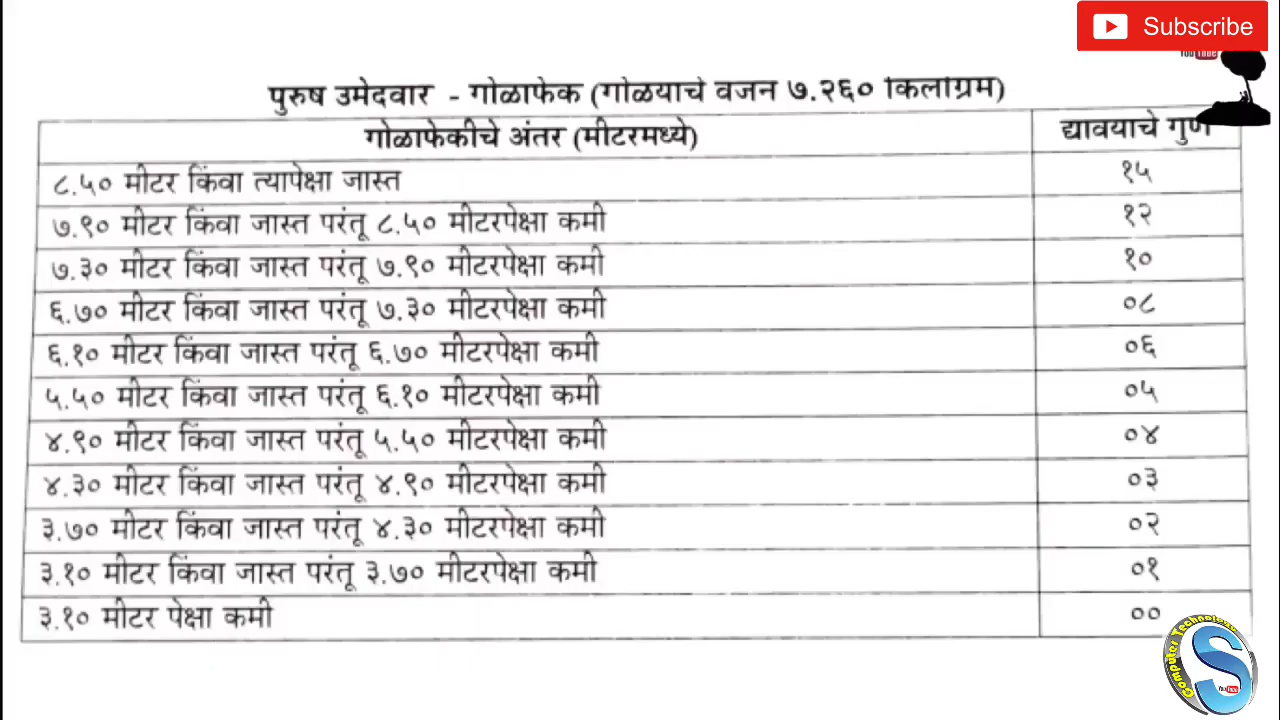 Subscribe
YouTube
पुरुष उमेदवार - गोळाफेक (गोळयाचे वजन ७.२६० किलोग्रम)
गोळाफेकीचे अंतर (मीटरमध्ये) द्यावयाचे गुण
८.५० मीटर किंवा त्यापेक्षा जास्त १५
७.९० मीटर किंवा जास्त परंतू ८.५० मीटरपेक्षा कमी १२
७.३० मीटर किंवा जास्त परंतू ७.९० मीटरपेक्षा कमी १०
६.७० मीटर किंवा जास्त परंतू ७.३० मीटरपेक्षा कमी ०८
६.१० मीटर किंवा जास्त परंतू ६.७० मीटरपेक्षा कमी ०६
५.५० मीटर किंवा जास्त परंतू ६.१० मीटरपेक्षा कमी ०५
४.९० मीटर किंवा जास्त परंतू ५.५० मीटरपेक्षा कमी ०४
४.३० मीटर किंवा जास्त परंतू ४.९० मीटरपेक्षा कमी ०३
३.७० मीटर किंवा जास्त परंतू ४.३० मीटरपेक्षा कमी ०२
३.१० मीटर किंवा जास्त परंतू ३.७० मीटरपेक्षा कमी ०१
३.१० मीटर पेक्षा कमी ००
Computer Technology
S
YouTube